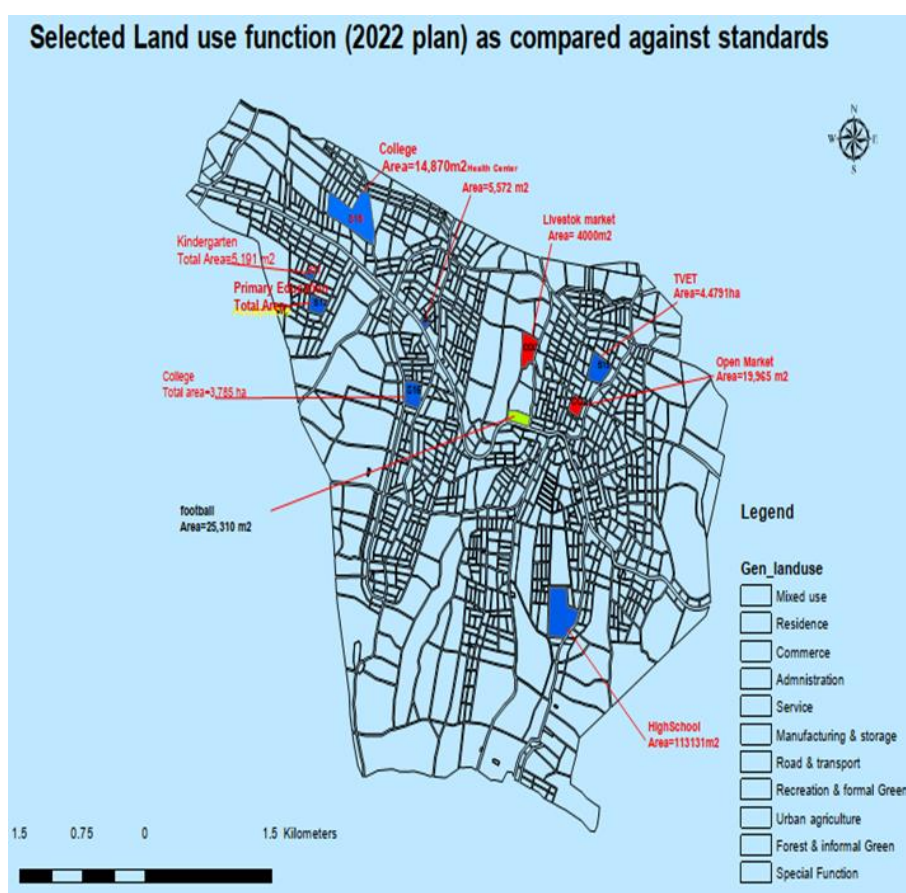 Selected Land use function (2022 plan) as compared against standards
N
W E
S
College
Area=14,870m2
Health Center
Area=5,572 m2
Livestok market
Area= 4000m2
Kindergarten
Total Area=5,191 m2
Primary Education
Total Area
TVET
Area=4.4791ha
Open Market
Area=19,965 m2
College
Total area=3,785 ha
football
Area=25,310 m2
HighSchool
Area=113131m2
Legend
Gen_landuse
Mixed use
Residence
Commerce
Admnistration
Service
Manufacturing & storage
Road & transport
Recreation & formal Green
Urban agriculture
Forest & informal Green
Special Function
1.5 0.75 0 1.5 Kilometers